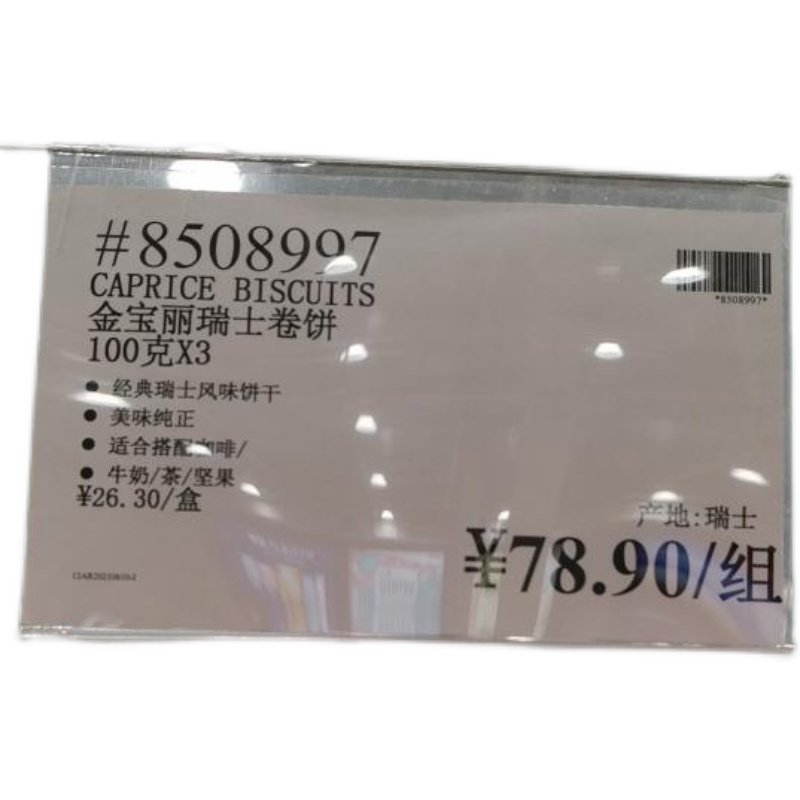 #8508997
CAPRICE BISCUITS
金宝丽瑞士卷饼
100克X3
*8508997*
● 经典瑞士风味饼干
● 美味纯正
● 适合搭配咖啡/
● 牛奶/茶/坚果
¥26.30/盒
产地:瑞士
¥78.90/组